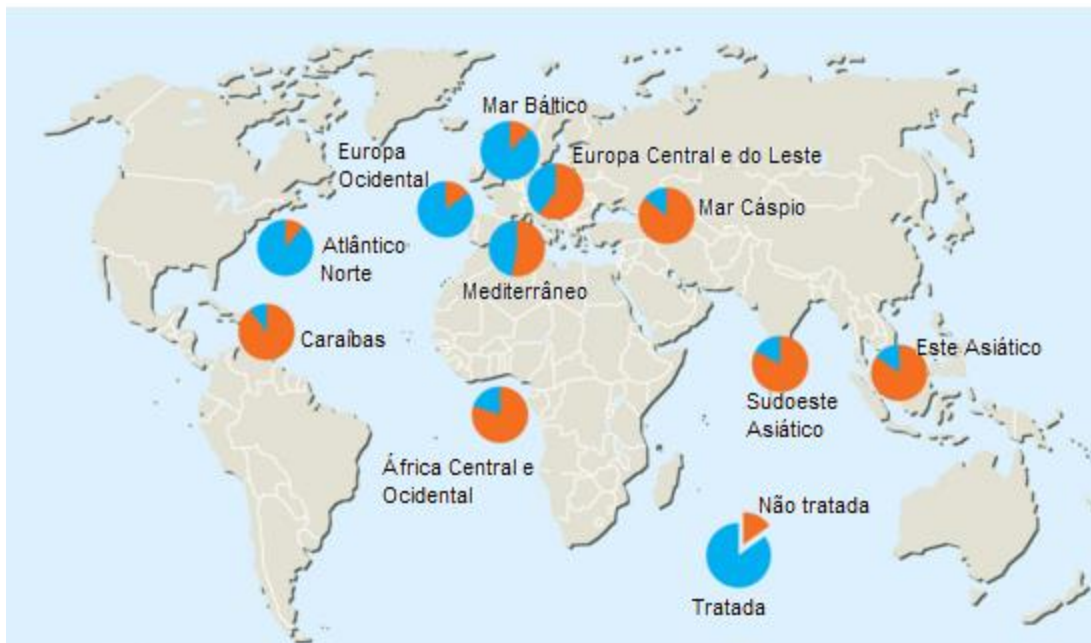 Mar Báltico
Europa
Ocidental
Europa Central e do Leste
Mar Cáspio
Atlântico
Norte
Mediterrâneo
Caraíbas
Este Asiático
Sudoeste
Asiático
África Central e
Ocidental
Não tratada
Tratada